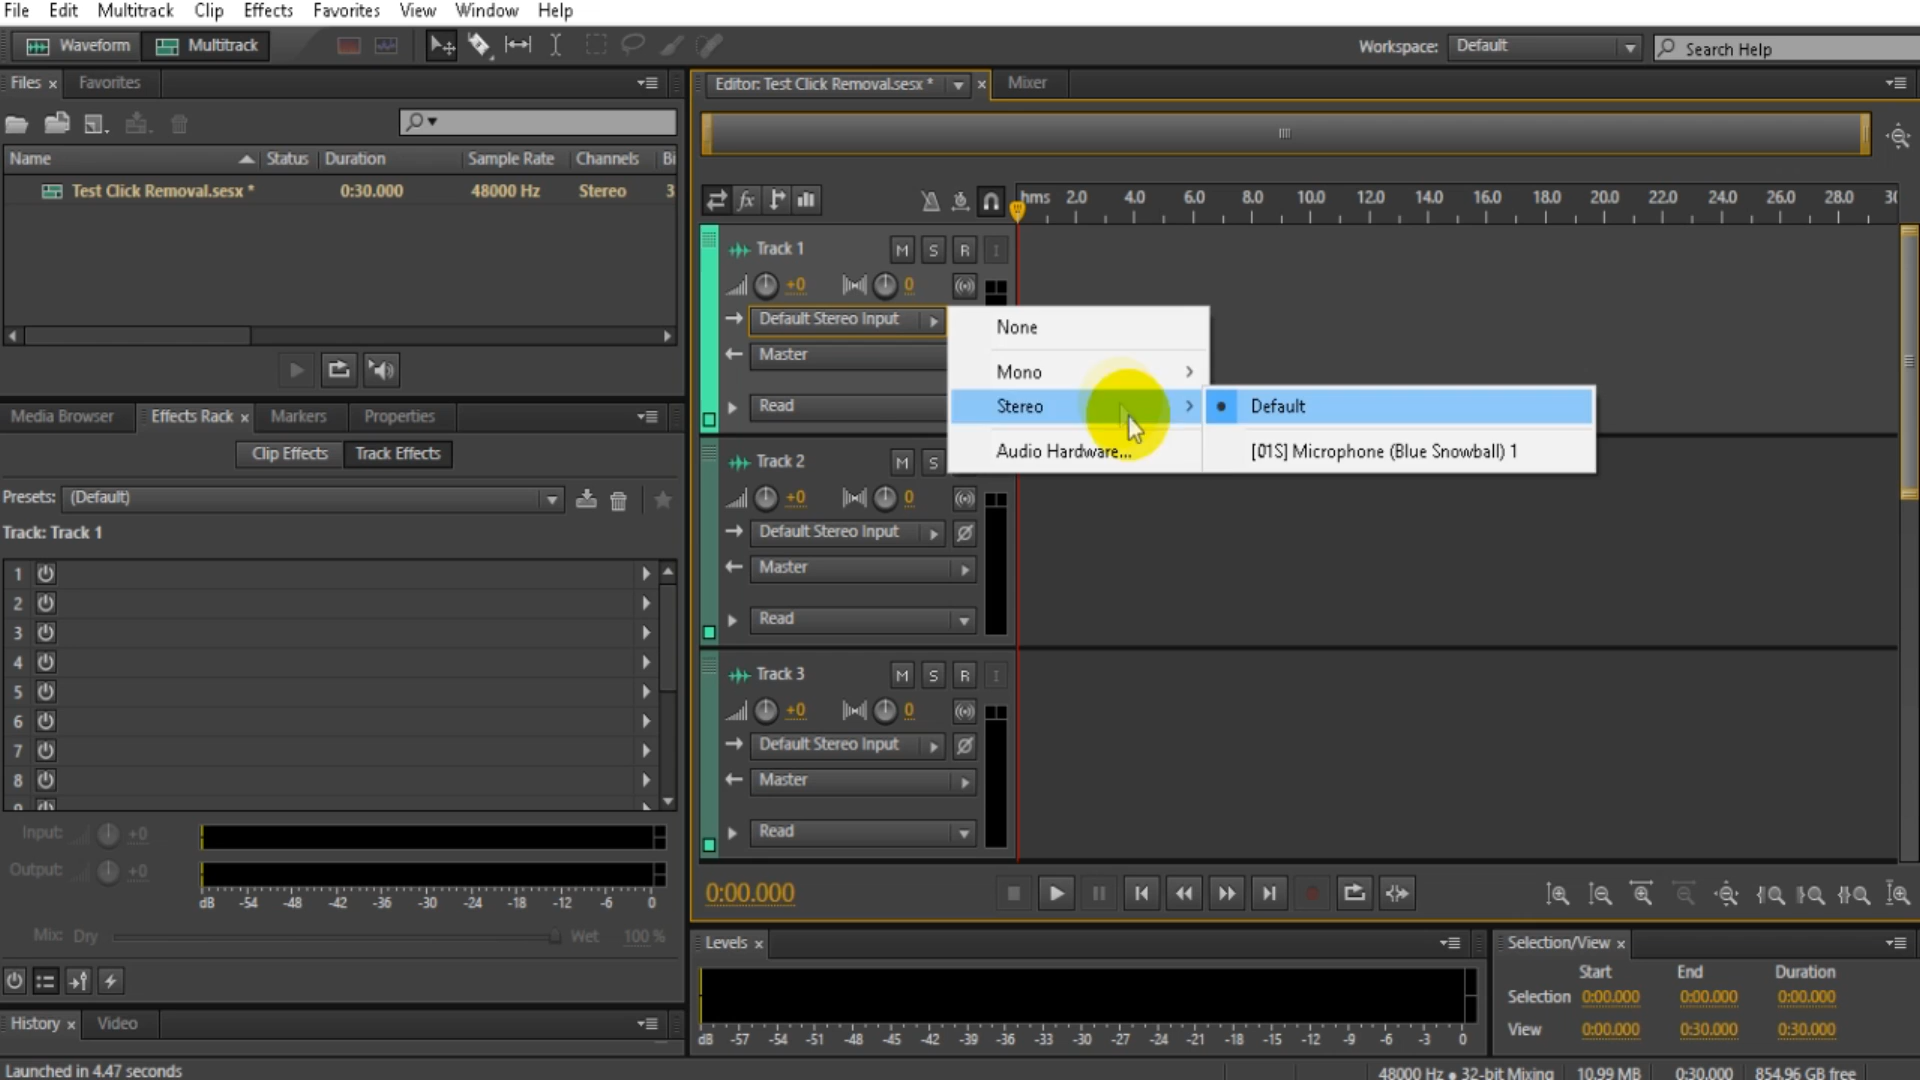 File Edit Multitrack Clip Effects Favorites View Window Help
Waveform Multitrack Workspace: Default Search Help
Files Favorites
Name Status Duration Sample Rate Channels Bi
Test Click Removal.sesx * 0:30.000 48000 Hz Stereo 3
Media Browser Effects Rack Markers Properties
Clip Effects Track Effects
Presets: (Default)
Track: Track 1
1
2
3
4
5
6
7
8
9
Input: +0
Output: +0
dB -54 -48 -42 -36 -30 -24 -18 -12 -6 0
Mix: Dry Wet 100 %
History Video
Launched in 4.47 seconds
Editor: Test Click Removal.sesx * Mixer
fx hms 2.0 4.0 6.0 8.0 10.0 12.0 14.0 16.0 18.0 20.0 22.0 24.0 26.0 28.0 30
Track 1 M S R I
+0 0
Default Stereo Input
Master
Read
None
Mono
Stereo
Audio Hardware...
Default
[01S] Microphone (Blue Snowball) 1
Track 2 M S
+0 0
Default Stereo Input
Master
Read
Track 3 M S R I
+0 0
Default Stereo Input
Master
Read
0:00.000
Levels
dB -57 -54 -51 -48 -45 -42 -39 -36 -33 -30 -27 -24 -21 -18 -15 -12 -9 -6 -3 0
Selection/View
Start End Duration
Selection 0:00.000 0:00.000 0:00.000
View 0:00.000 0:30.000 0:30.000
48000 Hz ● 32-bit Mixing 10.99 MB 0:30.000 854.96 GB free